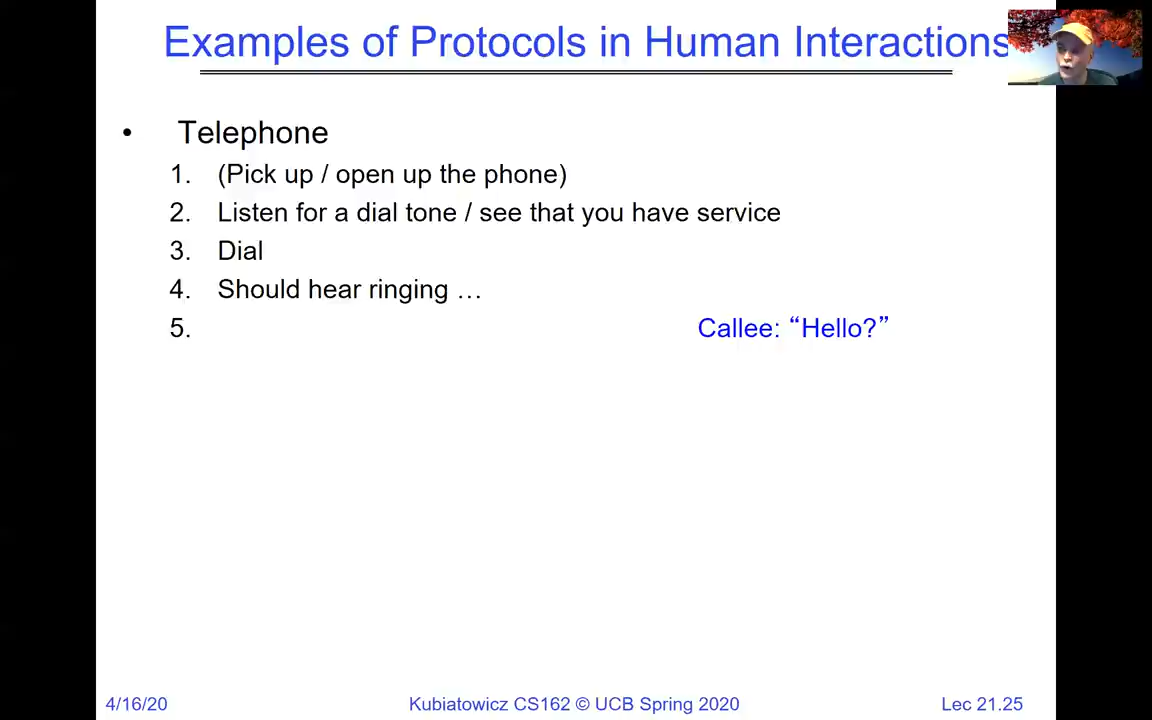 Examples of Protocols in Human Interactions
• Telephone
1. (Pick up / open up the phone)
2. Listen for a dial tone / see that you have service
3. Dial
4. Should hear ringing …
5. Callee: “Hello?”
4/16/20 Kubiatowicz CS162 © UCB Spring 2020 Lec 21.25